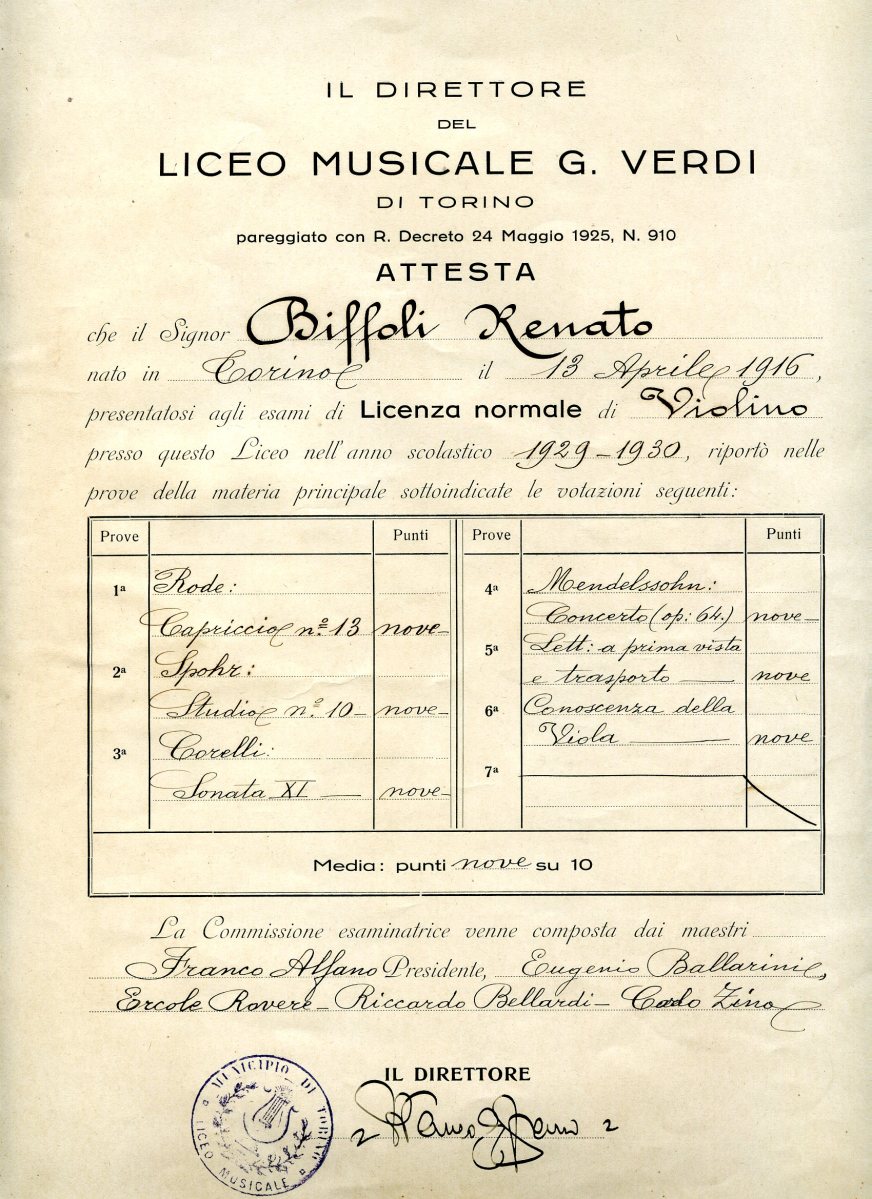 IL DIRETTORE
DEL
LICEO MUSICALE G. VERDI
DI TORINO
pareggiato con R. Decreto 24 Maggio 1925, N. 910
ATTESTA
che il Signor Biffoli Renato
nato in Torino il 13 Aprile 1916,
presentatosi agli esami di Licenza normale di Violino
presso questo Liceo nell'anno scolastico 1929-1930, riportò nelle
prove della materia principale sottoindicate le votazioni seguenti:
Prove Punti
1ª Rode:
Capriccio nº 13 nove
2ª Spohr:
Studio nº 10 nove
3ª Corelli:
Sonata XI nove
Prove Punti
4ª Mendelssohn:
Concerto (op: 64.) nove
5ª Lett: a prima vista
e trasporto nove
6ª Conoscenza della
Viola nove
7ª
Media: punti nove su 10
La Commissione esaminatrice venne composta dai maestri
Franco Alfano Presidente, Eugenio Ballarini,
Ercole Rovere - Riccardo Bellardi - Carlo Zino
IL DIRETTORE
Franco Alfano
MUNICIPIO DI TORINO
LICEO MUSICALE